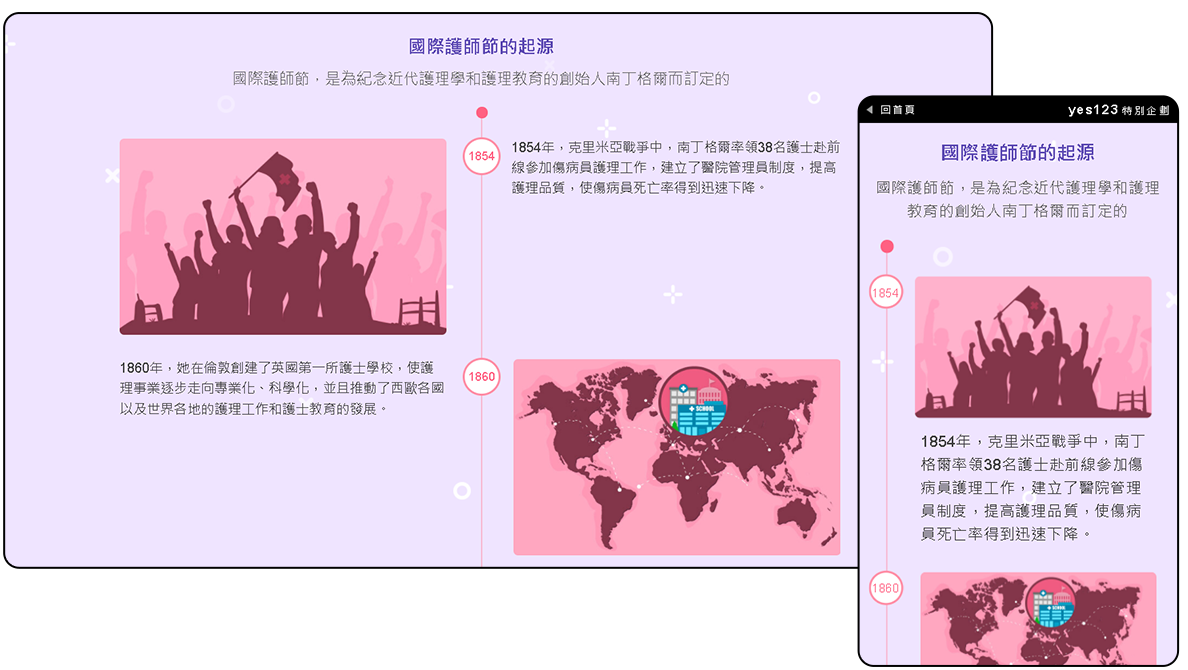 國際護師節的起源
國際護師節，是為紀念近代護理學和護理教育的創始人南丁格爾而訂定的
1854
1854年，克里米亞戰爭中，南丁格爾率領38名護士赴前
線參加傷病員護理工作，建立了醫院管理員制度，提高
護理品質，使傷病員死亡率得到迅速下降。
1860年，她在倫敦創建了英國第一所護士學校，使護
理事業逐步走向專業化、科學化，並且推動了西歐各國
以及世界各地的護理工作和護士教育的發展。
1860
SCHOOL
回首頁
yes123 特別企劃
國際護師節的起源
國際護師節，是為紀念近代護理學和護理
教育的創始人南丁格爾而訂定的
1854
1854年，克里米亞戰爭中，南丁
格爾率領38名護士赴前線參加傷
病員護理工作，建立了醫院管理
員制度，提高護理品質，使傷病
員死亡率得到迅速下降。
1860
SCHOOL